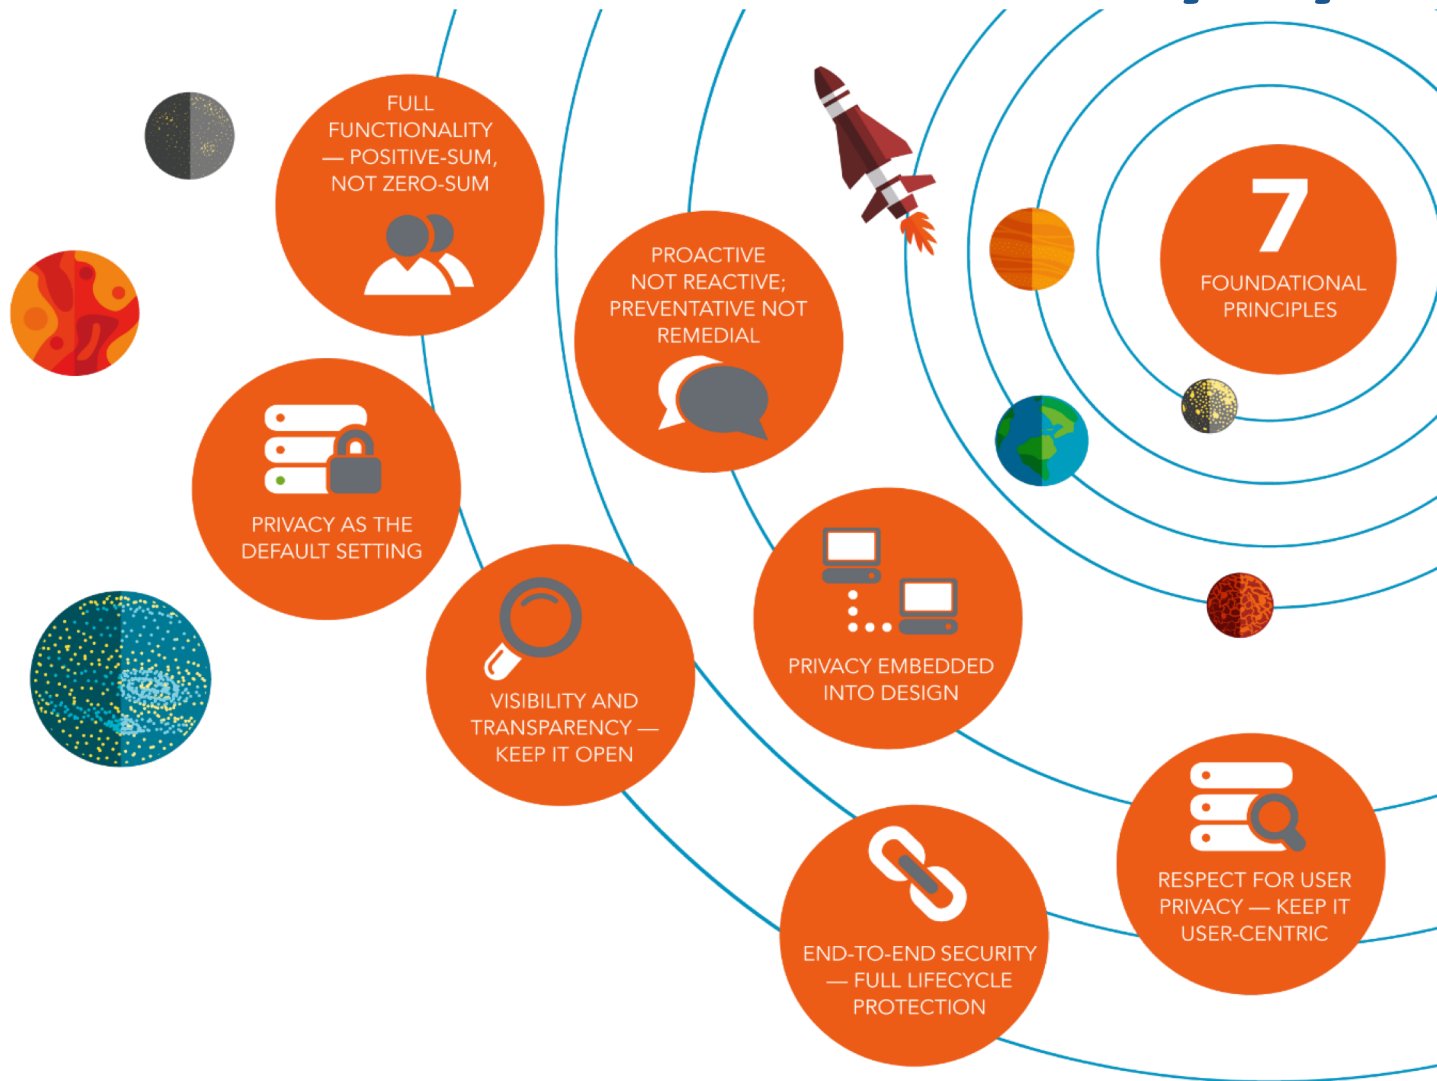 FULL
FUNCTIONALITY
— POSITIVE-SUM,
NOT ZERO-SUM
PROACTIVE
NOT REACTIVE;
PREVENTATIVE NOT
REMEDIAL
7
FOUNDATIONAL
PRINCIPLES
PRIVACY AS THE
DEFAULT SETTING
VISIBILITY AND
TRANSPARENCY —
KEEP IT OPEN
PRIVACY EMBEDDED
INTO DESIGN
END-TO-END SECURITY
— FULL LIFECYCLE
PROTECTION
RESPECT FOR USER
PRIVACY — KEEP IT
USER-CENTRIC